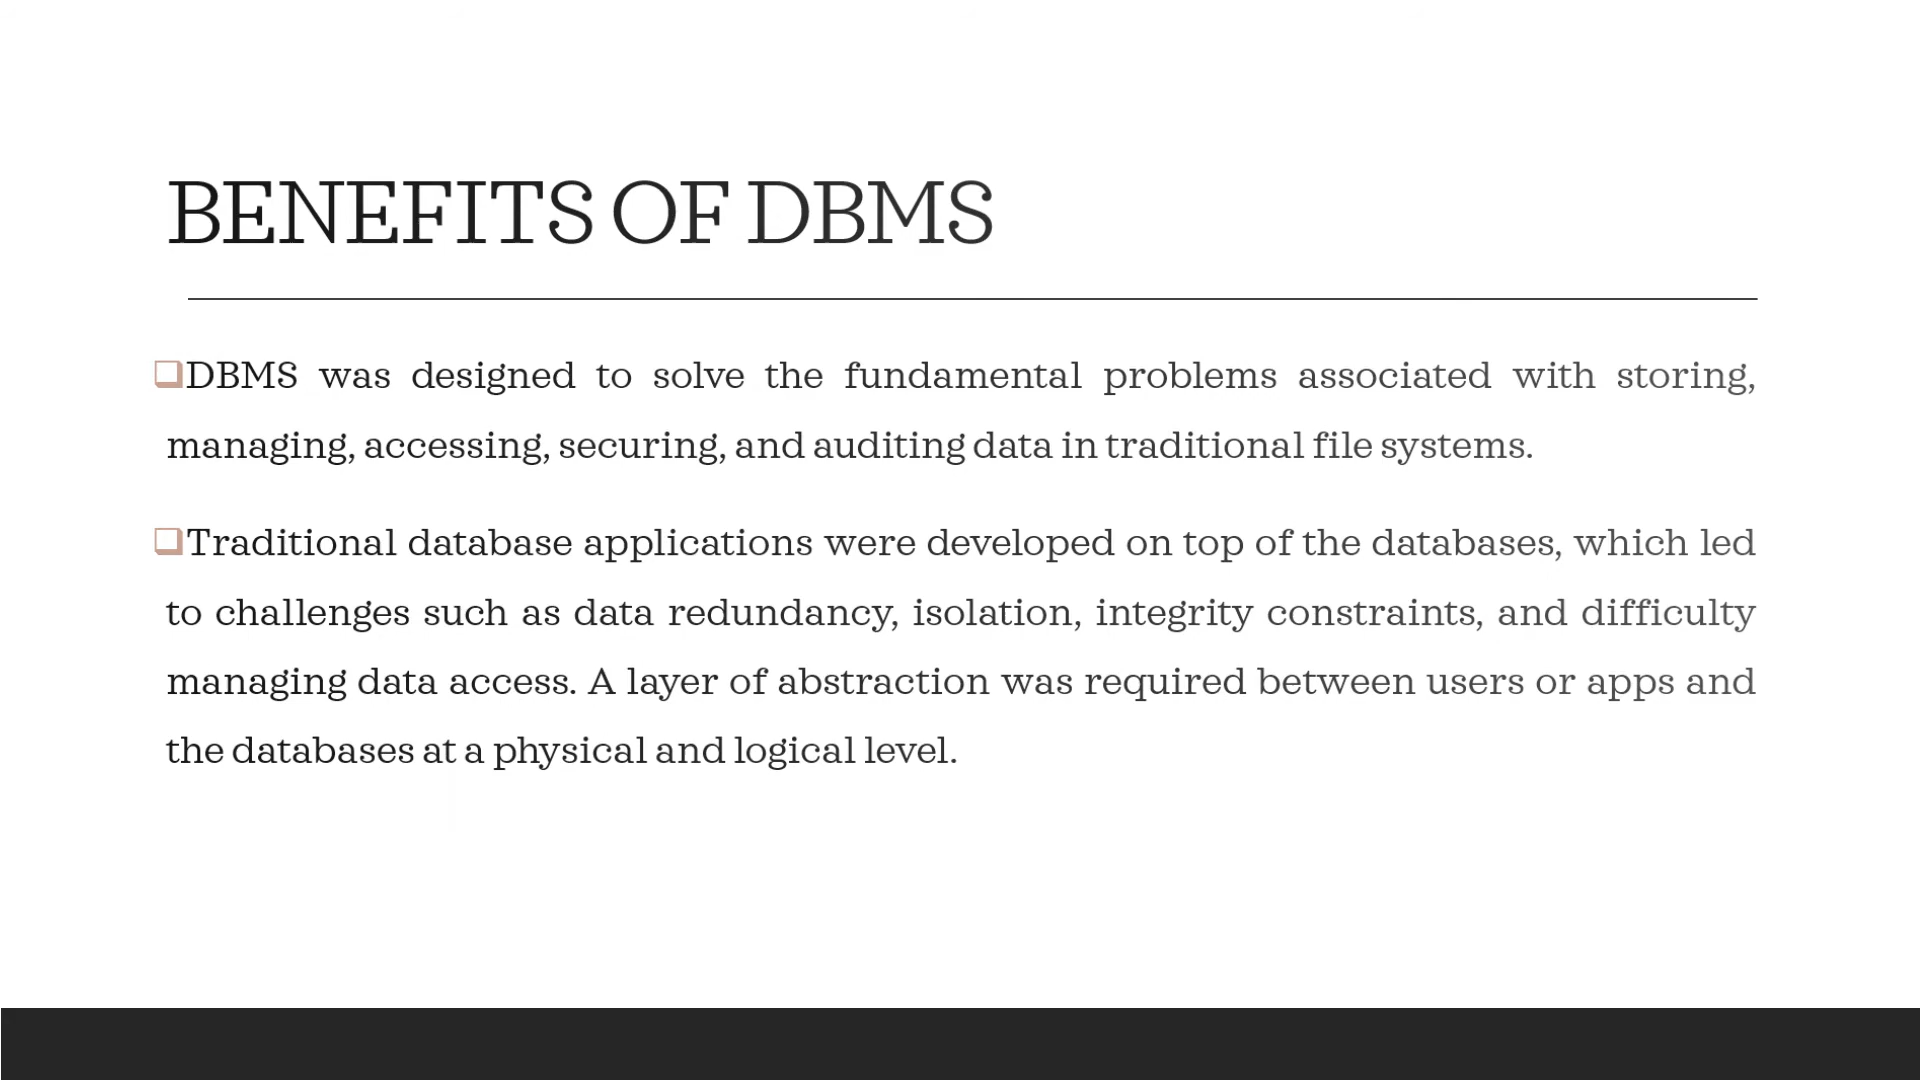 BENEFITS OF DBMS
DBMS was designed to solve the fundamental problems associated with storing,
managing, accessing, securing, and auditing data in traditional file systems.
Traditional database applications were developed on top of the databases, which led
to challenges such as data redundancy, isolation, integrity constraints, and difficulty
managing data access. A layer of abstraction was required between users or apps and
the databases at a physical and logical level.